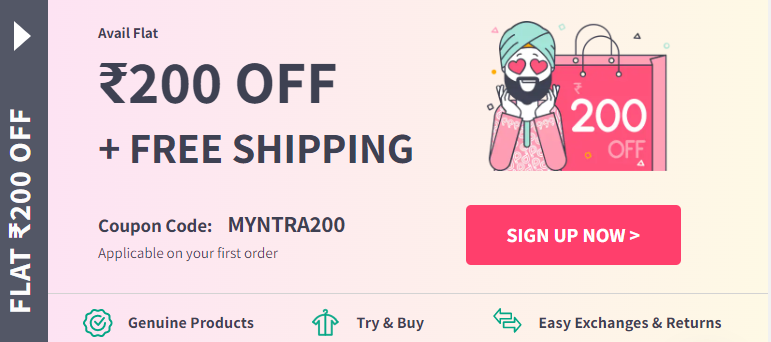 FLAT ₹200 OFF
Avail Flat
₹200 OFF
+ FREE SHIPPING
₹
200
OFF
Coupon Code: MYNTRA200
Applicable on your first order
SIGN UP NOW >
Genuine Products
Try & Buy
Easy Exchanges & Returns